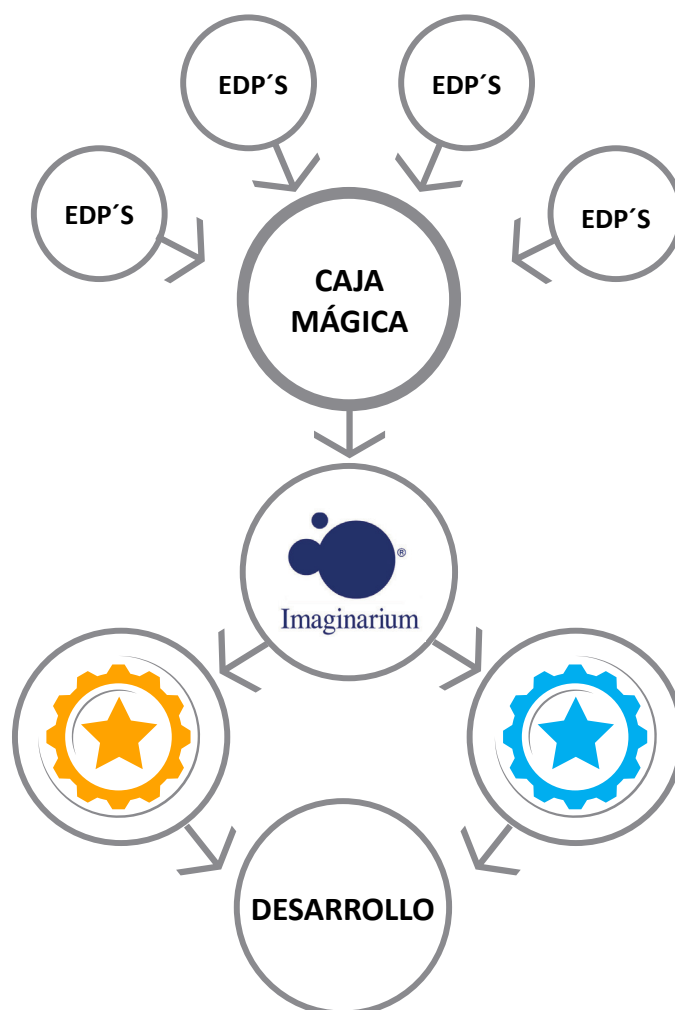 EDP´S
EDP´S
EDP´S
EDP´S
CAJA
MÁGICA
®
Imaginarium
DESARROLLO